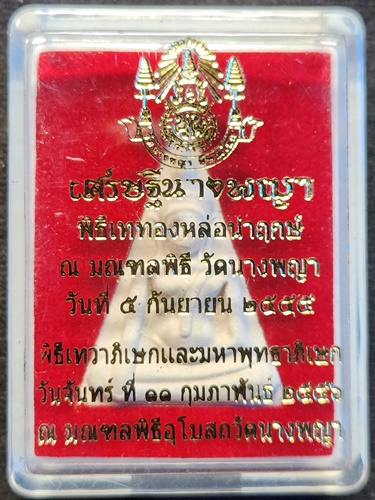 เศรษฐีนางพญา
พิธีเททองหล่อนำฤกษ์
ณ มณฑลพิธี วัดนางพญา
วันที่ ๕ กันยายน ๒๕๕๕
พิธีเทวาภิเษกและมหาพุทธาภิเษก
วันจันทร์ ที่ ๑๑ กุมภาพันธ์ ๒๕๕๖
ณ มณฑลพิธีอุโบสถวัดนางพญา